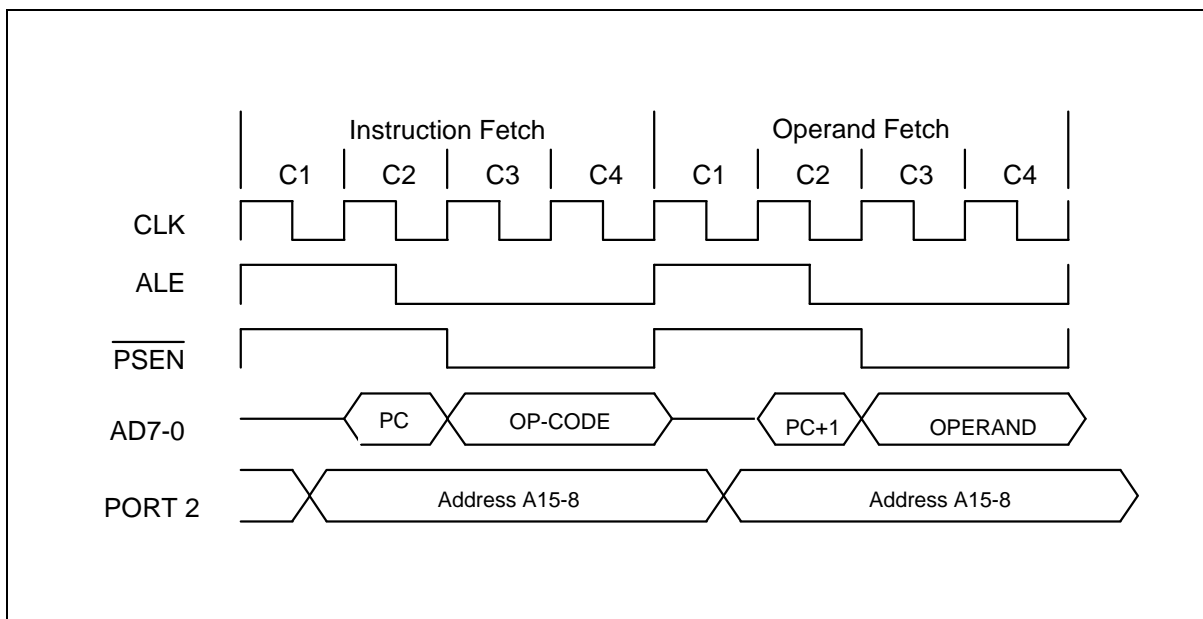 Instruction Fetch Operand Fetch
C1 C2 C3 C4 C1 C2 C3 C4
CLK
ALE
PSEN
AD7-0 PC OP-CODE PC+1 OPERAND
PORT 2 Address A15-8 Address A15-8